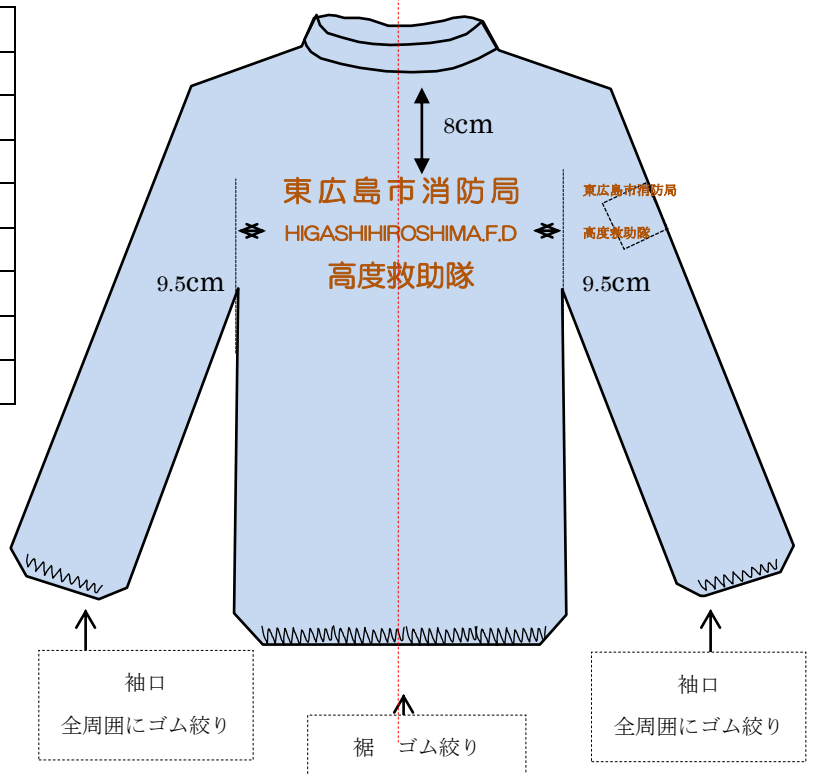 8cm
東広島市消防局
HIGASHIHIROSHIMA.F.D
高度救助隊
東広島市消防局
高度救助隊
9.5cm
9.5cm
袖口
全周囲にゴム絞り
裾 ゴム絞り
袖口
全周囲にゴム絞り